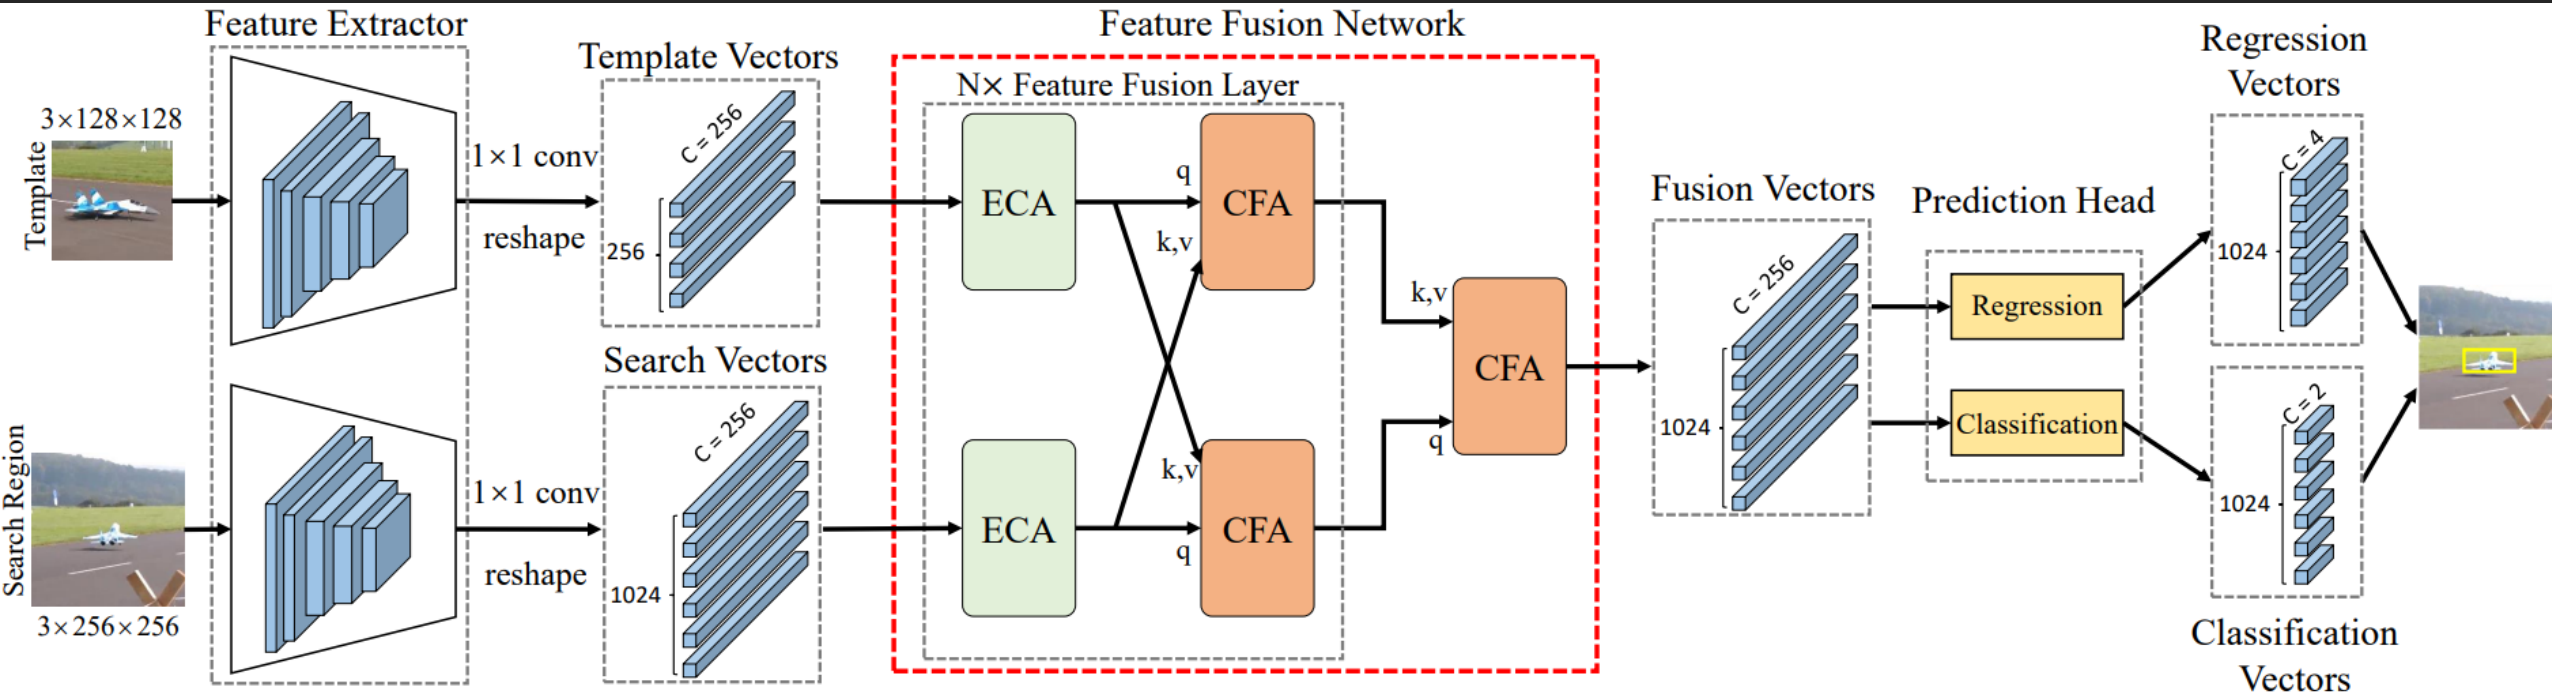 Feature Extractor
3×128×128
Template
1×1 conv
reshape
Template Vectors
C = 256
256
Search Region
3×256×256
1×1 conv
reshape
Search Vectors
C = 256
1024
Feature Fusion Network
N× Feature Fusion Layer
ECA
q
k,v
CFA
ECA
k,v
q
CFA
k,v
q
CFA
Fusion Vectors
C = 256
1024
Prediction Head
Regression
Classification
Regression
Vectors
C = 4
1024
C = 2
1024
Classification
Vectors